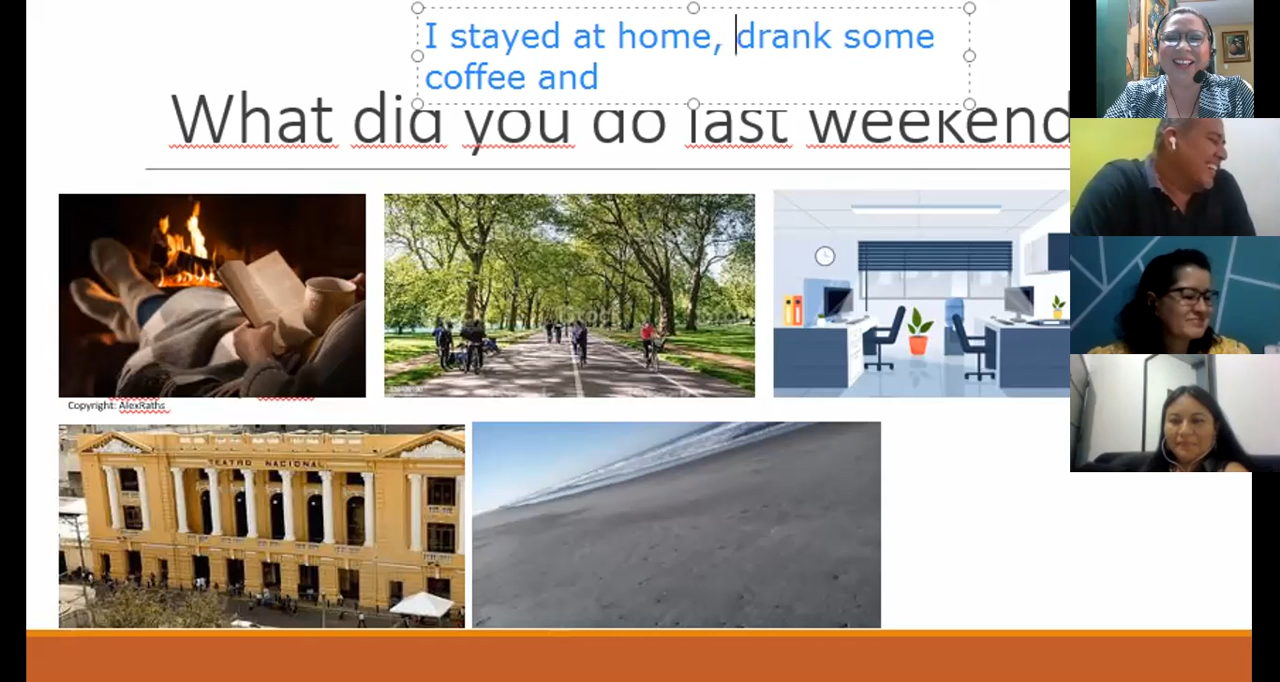 I stayed at home, drank some
coffee and
What did you do last weekend
Copyright: AlexRaths
TEATRO NACIONAL